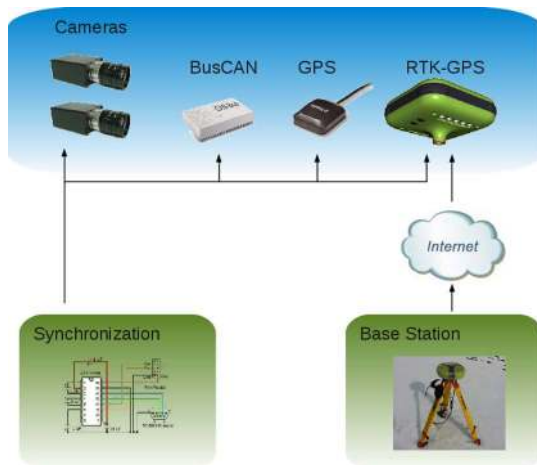 Cameras
BusCAN
GPS
RTK-GPS
Internet
Synchronization
Base Station